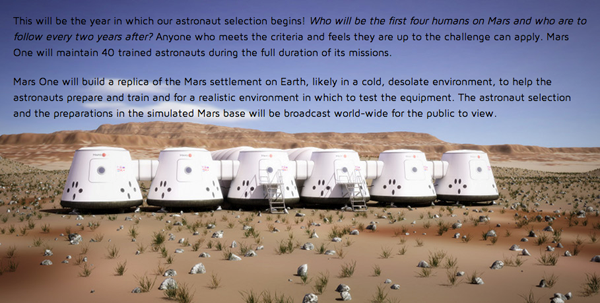 This will be the year in which our astronaut selection begins! Who will be the first four humans on Mars and who are to
follow every two years after? Anyone who meets the criteria and feels they are up to the challenge can apply. Mars
One will maintain 40 trained astronauts during the full duration of its missions.
Mars One will build a replica of the Mars settlement on Earth, likely in a cold, desolate environment, to help the
astronauts prepare and train and for a realistic environment in which to test the equipment. The astronaut selection
and the preparations in the simulated Mars base will be broadcast world-wide for the public to view.